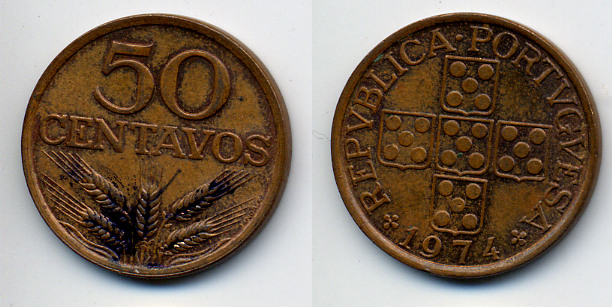 50
CENTAVOS
REPVBLICA·PORTVGVESA
1974